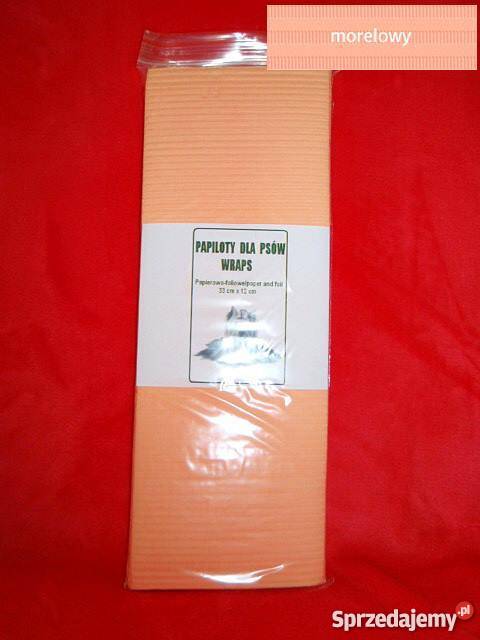 morelowy
PAPILOTY DLA PSÓW
WRAPS
Papierowo-foliowe/paper and foil
33 cm x 12 cm
Sprzedajemy.pl